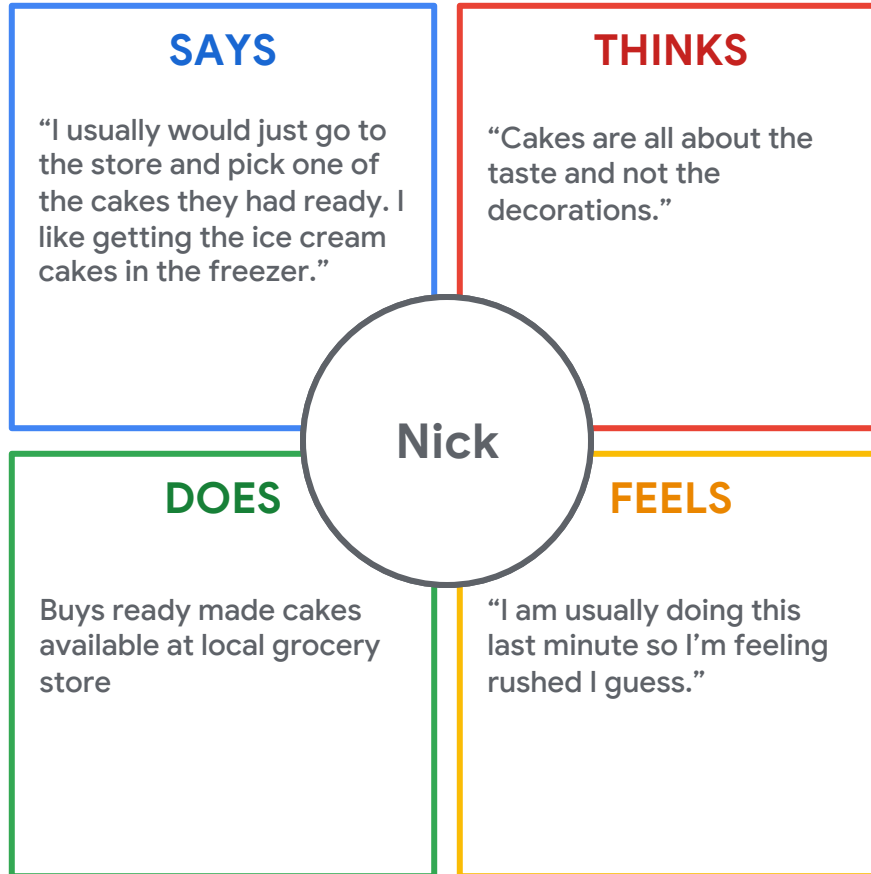 SAYS
“I usually would just go to
the store and pick one of
the cakes they had ready. I
like getting the ice cream
cakes in the freezer.”
THINKS
“Cakes are all about the
taste and not the
decorations.”
Nick
DOES
Buys ready made cakes
available at local grocery
store
FEELS
“I am usually doing this
last minute so I’m feeling
rushed I guess.”